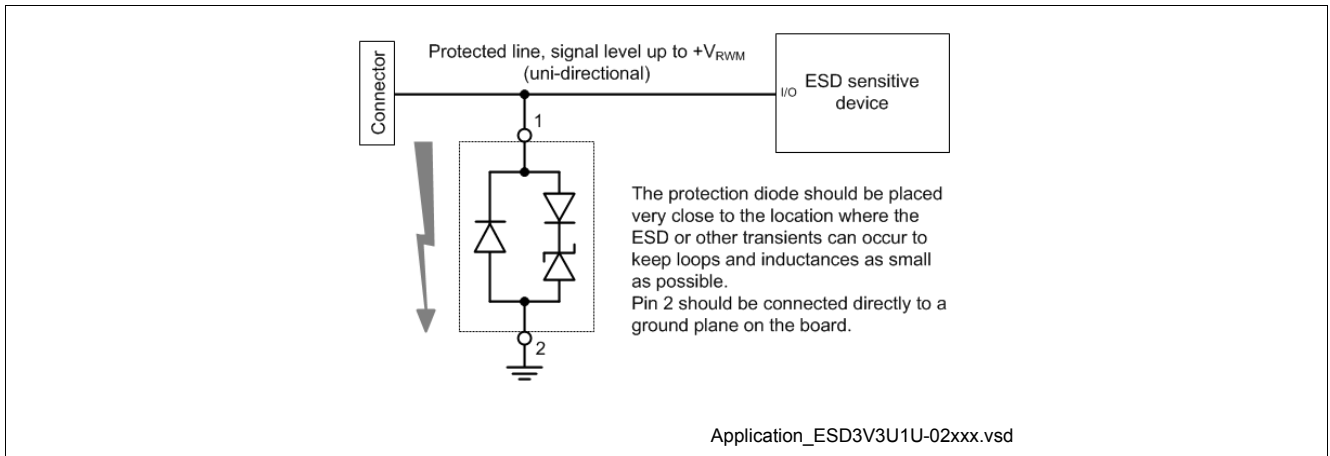 Connector
Protected line, signal level up to +VRWM
(uni-directional)
I/O
ESD sensitive
device
1
The protection diode should be placed
very close to the location where the
ESD or other transients can occur to
keep loops and inductances as small
as possible.
Pin 2 should be connected directly to a
ground plane on the board.
2
Application_ESD3V3U1U-02xxx.vsd